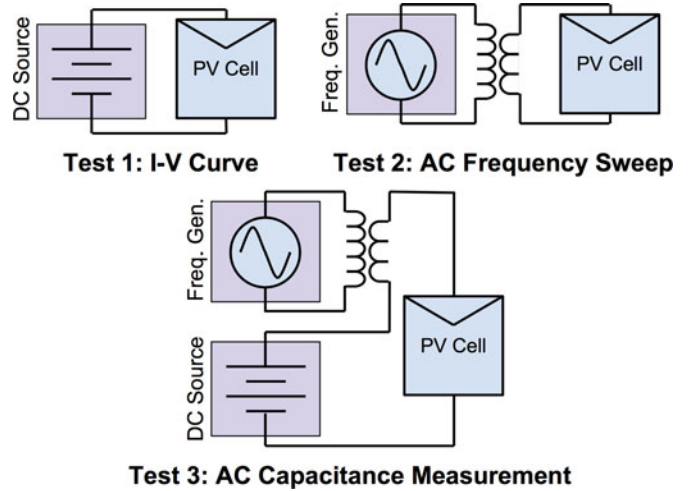 DC Source
PV Cell
Test 1: I-V Curve
Freq. Gen.
PV Cell
Test 2: AC Frequency Sweep
Freq. Gen.
DC Source
PV Cell
Test 3: AC Capacitance Measurement